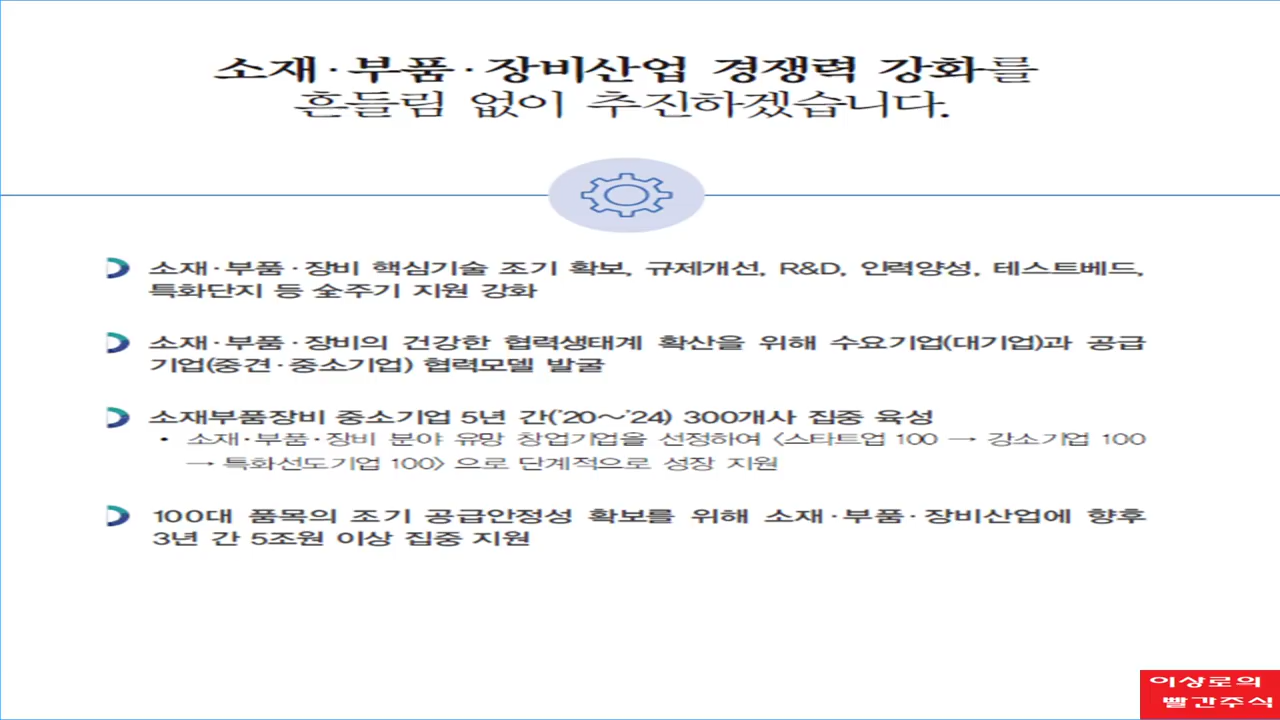 소재·부품·장비산업 경쟁력 강화를
흔들림 없이 추진하겠습니다.
소재·부품·장비 핵심기술 조기 확보, 규제개선, R&D, 인력양성, 테스트베드,
특화단지 등 全주기 지원 강화
소재·부품·장비의 건강한 협력생태계 확산을 위해 수요기업(대기업)과 공급
기업(중견·중소기업) 협력모델 발굴
소재부품장비 중소기업 5년 간('20~'24) 300개사 집중 육성
• 소재·부품·장비 분야 유망 창업기업을 선정하여 〈스타트업 100 → 강소기업 100
→ 특화선도기업 100〉 으로 단계적으로 성장 지원
100대 품목의 조기 공급안정성 확보를 위해 소재·부품·장비산업에 향후
3년 간 5조원 이상 집중 지원
이상로의
빨간주식